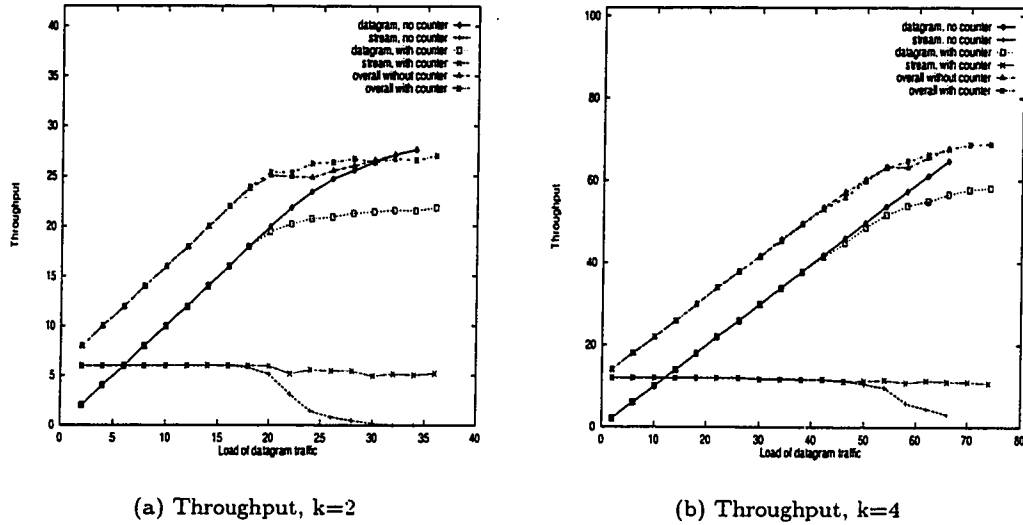 datagram, no counter
stream, no counter
datagram, with counter
stream, with counter
overall without counter
overall with counter
40
35
30
25
20
15
10
5
0
Throughput
0 5 10 15 20 25 30 35 40
Load of datagram traffic
(a) Throughput, k=2
datagram, no counter
stream, no counter
datagram, with counter
stream, with counter
overall without counter
overall with counter
100
80
60
40
20
0
Throughput
0 10 20 30 40 50 60 70 80
Load of datagram traffic
(b) Throughput, k=4